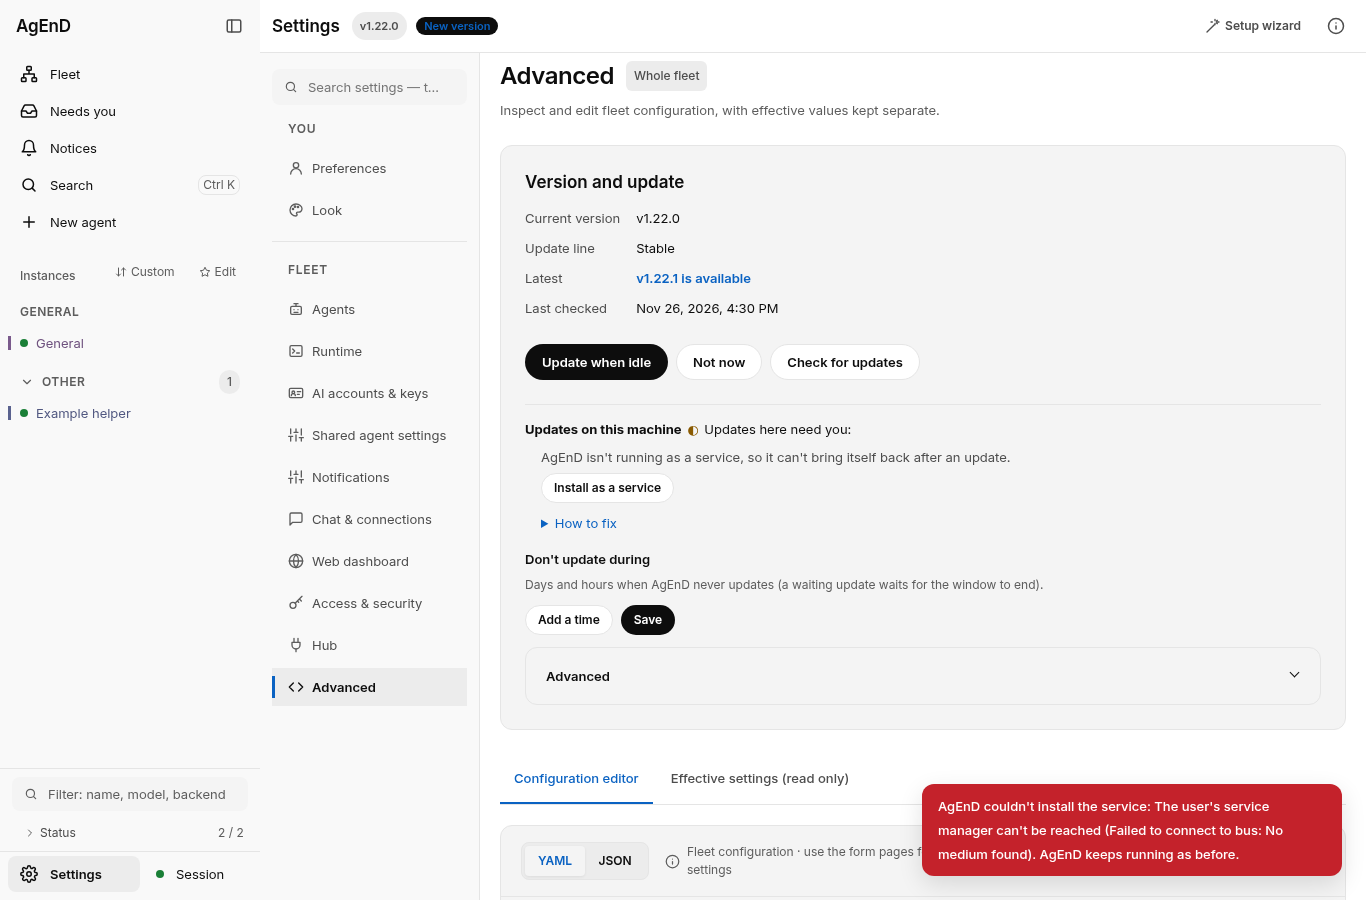 AgEnD
Fleet
Needs you
Notices
Search
Ctrl K
New agent
Instances
Custom
Edit
GENERAL
General
OTHER
1
Example helper
Filter: name, model, backend
Status
2 / 2
Settings
Session
Settings
v1.22.0
New version
Setup wizard
Search settings — t…
YOU
Preferences
Look
FLEET
Agents
Runtime
AI accounts & keys
Shared agent settings
Notifications
Chat & connections
Web dashboard
Access & security
Hub
Advanced
Advanced
Whole fleet
Inspect and edit fleet configuration, with effective values kept separate.
Version and update
Current version v1.22.0
Update line Stable
Latest v1.22.1 is available
Last checked Nov 26, 2026, 4:30 PM
Update when idle
Not now
Check for updates
Updates on this machine Updates here need you:
AgEnD isn't running as a service, so it can't bring itself back after an update.
Install as a service
How to fix
Don't update during
Days and hours when AgEnD never updates (a waiting update waits for the window to end).
Add a time
Save
Advanced
Configuration editor
Effective settings (read only)
YAML
JSON
Fleet configuration · use the form pages f
settings
AgEnD couldn't install the service: The user's service
manager can't be reached (Failed to connect to bus: No
medium found). AgEnD keeps running as before.